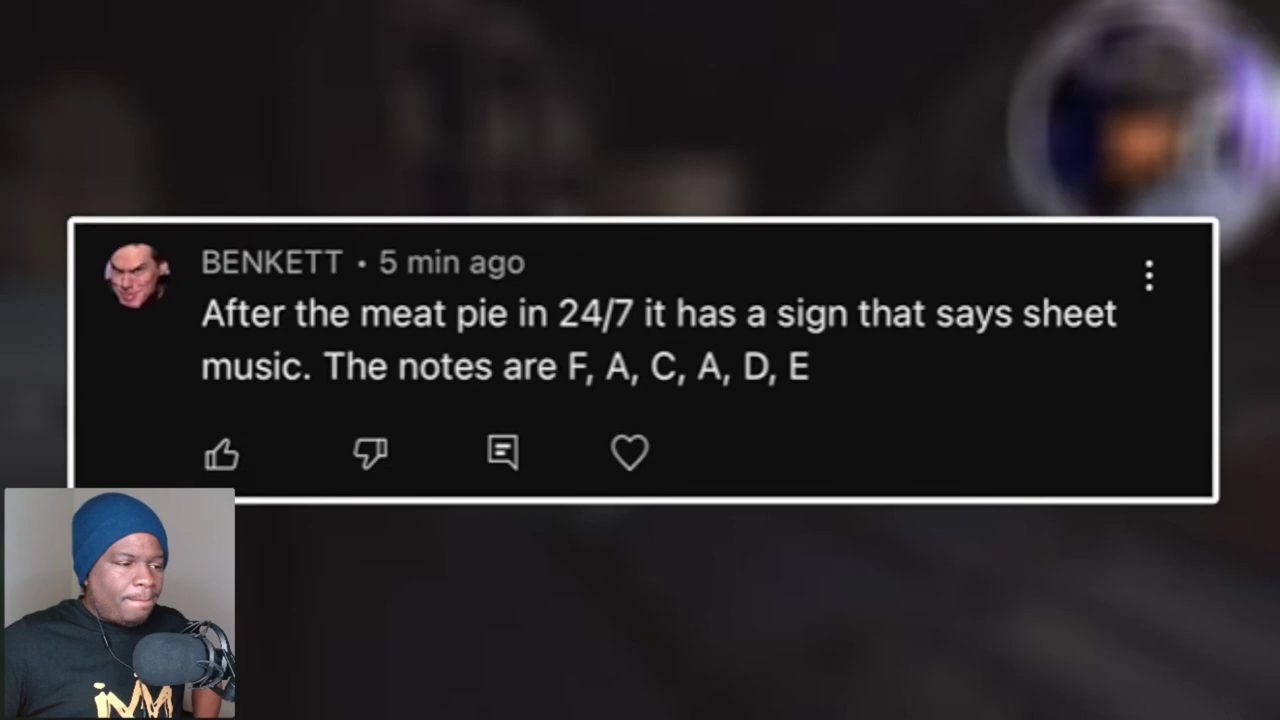 BENKETT • 5 min ago
After the meat pie in 24/7 it has a sign that says sheet
music. The notes are F, A, C, A, D, E